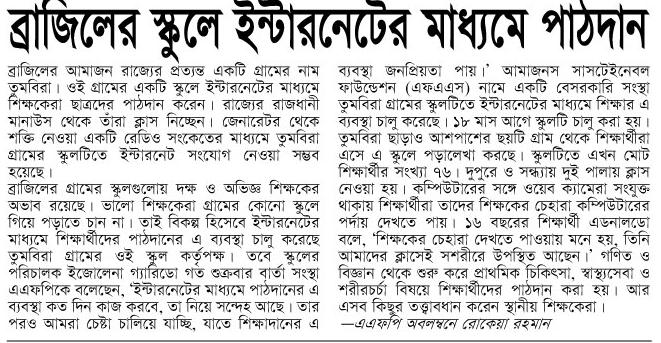 ব্রাজিলের স্কুলে ইন্টারনেটের মাধ্যমে পাঠদান
ব্রাজিলের আমাজন রাজ্যের প্রত্যন্ত একটি গ্রামের নাম
তুমবিরা। ওই গ্রামের একটি স্কুলে ইন্টারনেটের মাধ্যমে
শিক্ষকেরা ছাত্রদের পাঠদান করেন। রাজ্যের রাজধানী
মানাউস থেকে তাঁরা ক্লাস নিচ্ছেন। জেনারেটর থেকে
শক্তি নেওয়া একটি রেডিও সংকেতের মাধ্যমে তুমবিরা
গ্রামের স্কুলটিতে ইন্টারনেট সংযোগ নেওয়া সম্ভব
হয়েছে।
ব্রাজিলের গ্রামের স্কুলগুলোয় দক্ষ ও অভিজ্ঞ শিক্ষকের
অভাব রয়েছে। ভালো শিক্ষকেরা গ্রামের কোনো স্কুলে
গিয়ে পড়াতে চান না। তাই বিকল্প হিসেবে ইন্টারনেটের
মাধ্যমে শিক্ষার্থীদের পাঠদানের এ ব্যবস্থা চালু করেছে
তুমবিরা গ্রামের ওই স্কুল কর্তৃপক্ষ। তবে স্কুলের
পরিচালক ইজোলেনা গ্যারিডো গত শুক্রবার বার্তা সংস্থা
এএফপিকে বলেছেন, ‘ইন্টারনেটের মাধ্যমে পাঠদানের এ
ব্যবস্থা কত দিন কাজ করবে, তা নিয়ে সন্দেহ আছে। তার
পরও আমরা চেষ্টা চালিয়ে যাচ্ছি, যাতে শিক্ষাদানের এ
ব্যবস্থা জনপ্রিয়তা পায়।’ আমাজনস সাসটেইনেবল
ফাউন্ডেশন (এফএএস) নামে একটি বেসরকারি সংস্থা
তুমবিরা গ্রামের স্কুলটিতে ইন্টারনেটের মাধ্যমে শিক্ষার এ
ব্যবস্থা চালু করেছে। ১৮ মাস আগে স্কুলটি চালু করা হয়।
তুমবিরা ছাড়াও আশপাশের ছয়টি গ্রাম থেকে শিক্ষার্থীরা
এসে এ স্কুলে পড়ালেখা করছে। স্কুলটিতে এখন মোট
শিক্ষার্থীর সংখ্যা ৭৬। দুপুরে ও সন্ধ্যায় দুই পালায় ক্লাস
নেওয়া হয়। কম্পিউটারের সঙ্গে ওয়েব ক্যামেরা সংযুক্ত
থাকায় শিক্ষার্থীরা তাদের শিক্ষকের চেহারা কম্পিউটারের
পর্দায় দেখতে পায়। ১৬ বছরের শিক্ষার্থী এডনালডো
বলে, ‘শিক্ষকের চেহারা দেখতে পাওয়ায় মনে হয়, তিনি
আমাদের ক্লাসেই সশরীরে উপস্থিত আছেন।’ গণিত ও
বিজ্ঞান থেকে শুরু করে প্রাথমিক চিকিৎসা, স্বাস্থ্যসেবা ও
শরীরচর্চা বিষয়ে শিক্ষার্থীদের পাঠদান করা হয়। আর
এসব কিছুর তত্ত্বাবধান করেন স্থানীয় শিক্ষকেরা।
—এএফপি অবলম্বনে রোকেয়া রহমান